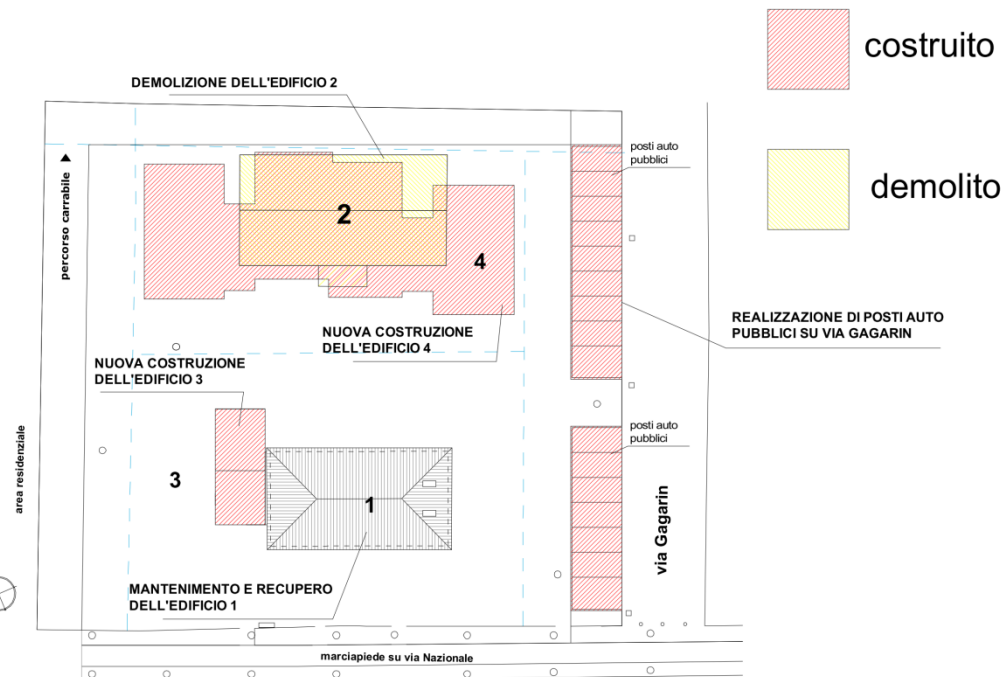 costruito
DEMOLIZIONE DELL'EDIFICIO 2
posti auto
pubblici
demolito
percorso carrabile
2
4
REALIZZAZIONE DI POSTI AUTO
PUBBLICI SU VIA GAGARIN
NUOVA COSTRUZIONE
DELL'EDIFICIO 4
NUOVA COSTRUZIONE
DELL'EDIFICIO 3
posti auto
pubblici
area residenziale
3
1
via Gagarin
MANTENIMENTO E RECUPERO
DELL'EDIFICIO 1
marciapiede su via Nazionale